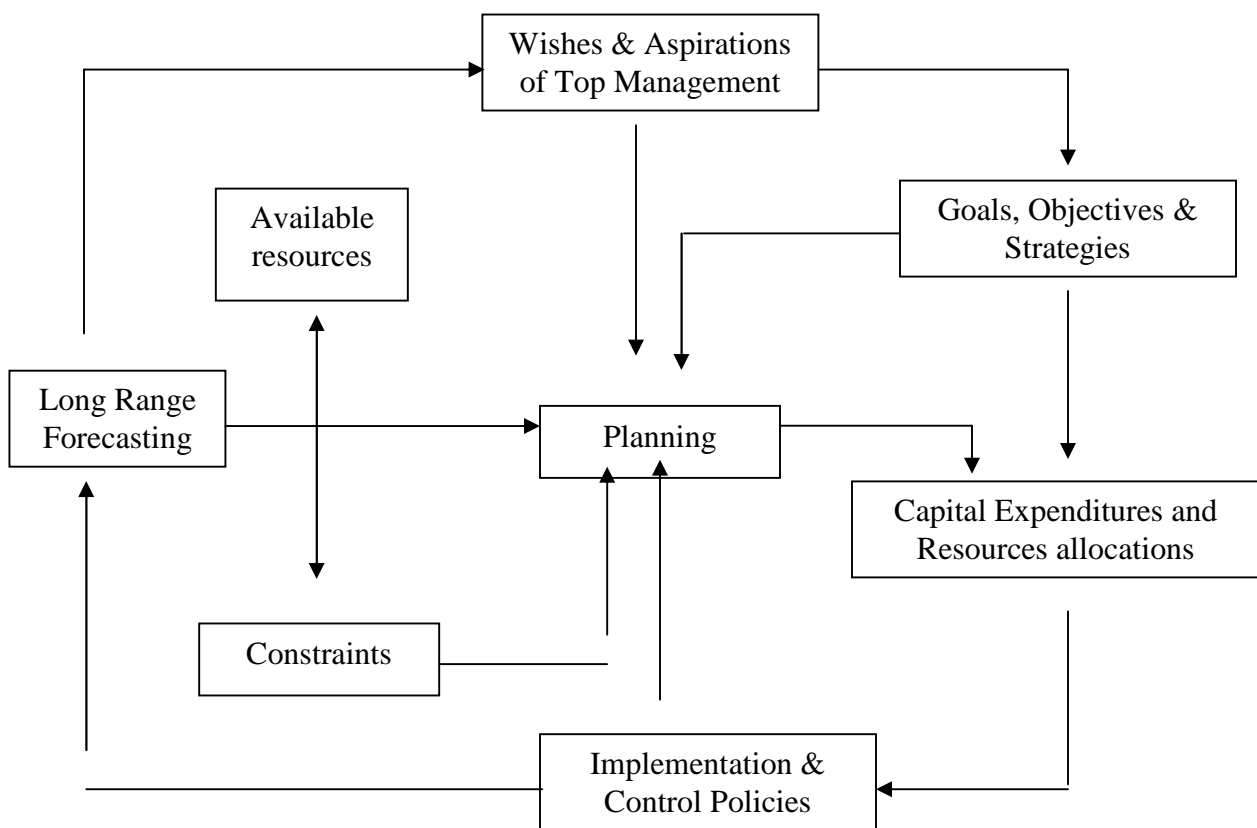 Wishes & Aspirations
of Top Management
Goals, Objectives &
Strategies
Available
resources
Long Range
Forecasting
Planning
Capital Expenditures and
Resources allocations
Constraints
Implementation &
Control Policies